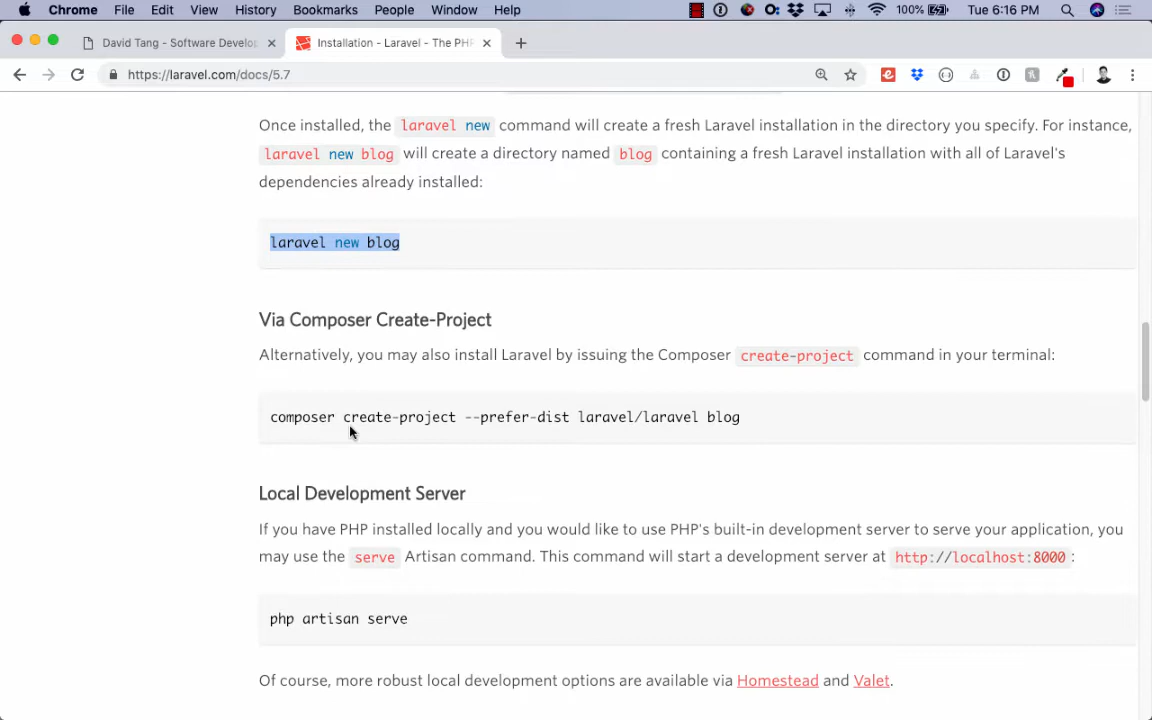 Chrome File Edit View History Bookmarks People Window Help 100% Tue 6:16 PM
David Tang - Software Develop Installation - Laravel - The PHP
https://laravel.com/docs/5.7
Once installed, the laravel new command will create a fresh Laravel installation in the directory you specify. For instance,
laravel new blog will create a directory named blog containing a fresh Laravel installation with all of Laravel's
dependencies already installed:
laravel new blog
Via Composer Create-Project
Alternatively, you may also install Laravel by issuing the Composer create-project command in your terminal:
composer create-project --prefer-dist laravel/laravel blog
Local Development Server
If you have PHP installed locally and you would like to use PHP's built-in development server to serve your application, you
may use the serve Artisan command. This command will start a development server at http://localhost:8000 :
php artisan serve
Of course, more robust local development options are available via Homestead and Valet.